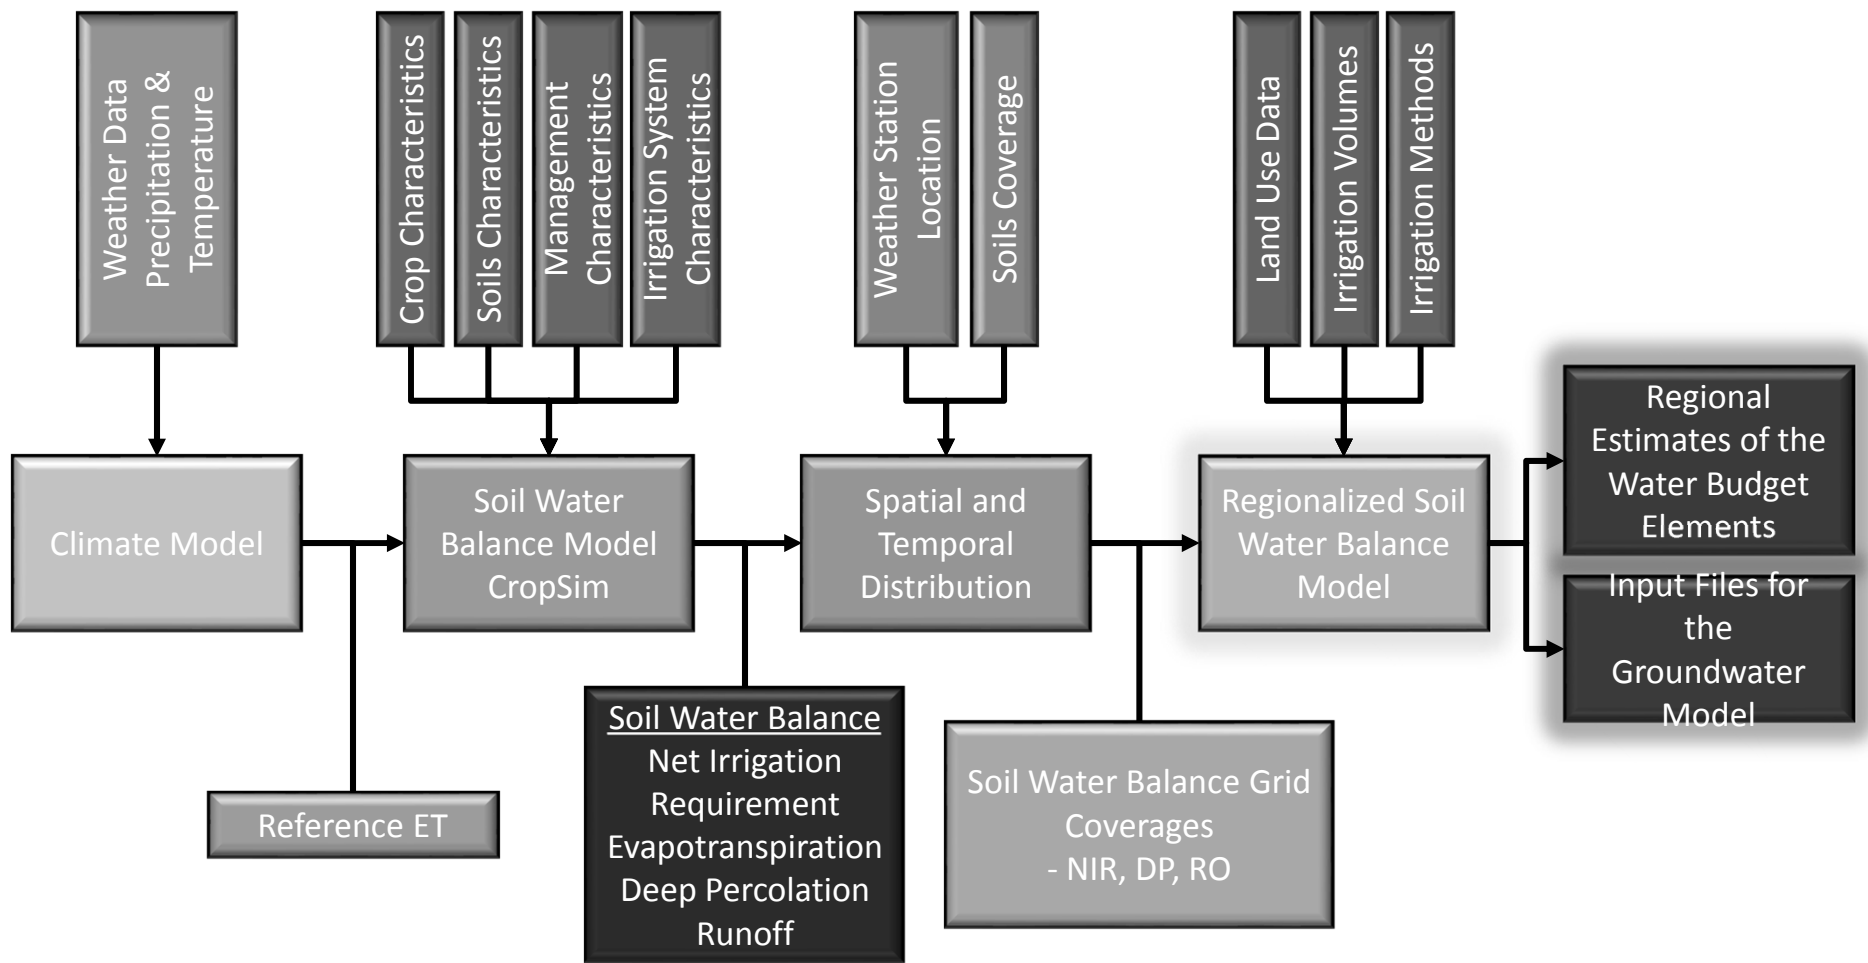 Weather Data
Precipitation &
Temperature
Crop Characteristics
Soils Characteristics
Management
Characteristics
Irrigation System
Characteristics
Weather Station
Location
Soils Coverage
Land Use Data
Irrigation Volumes
Irrigation Methods
Climate Model
Soil Water
Balance Model
CropSim
Spatial and
Temporal
Distribution
Regionalized Soil
Water Balance
Model
Regional
Estimates of the
Water Budget
Elements
Input Files for
the
Groundwater
Model
Reference ET
Soil Water Balance
Net Irrigation
Requirement
Evapotranspiration
Deep Percolation
Runoff
Soil Water Balance Grid
Coverages
- NIR, DP, RO